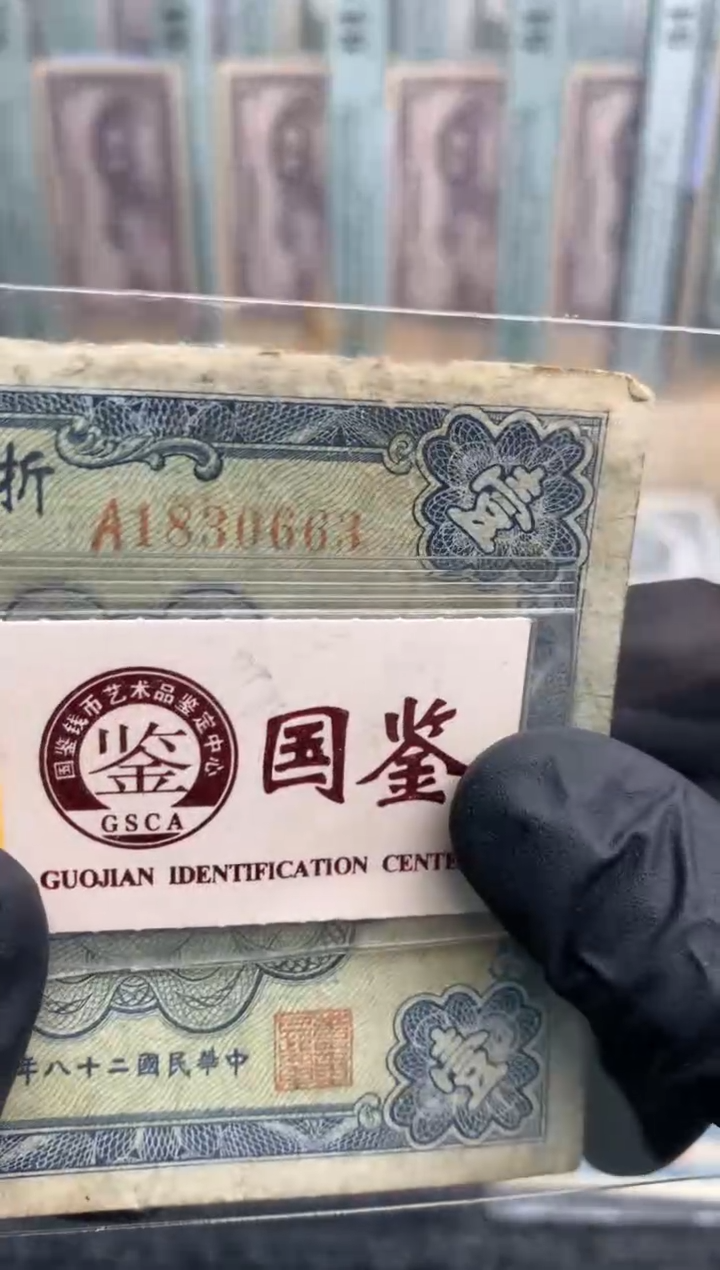 折
A1830663
壹
国鉴钱币艺术品鉴定中心
鉴
GSCA
国鉴
GUOJIAN IDENTIFICATION CENTE
中華民國二十八年
壹